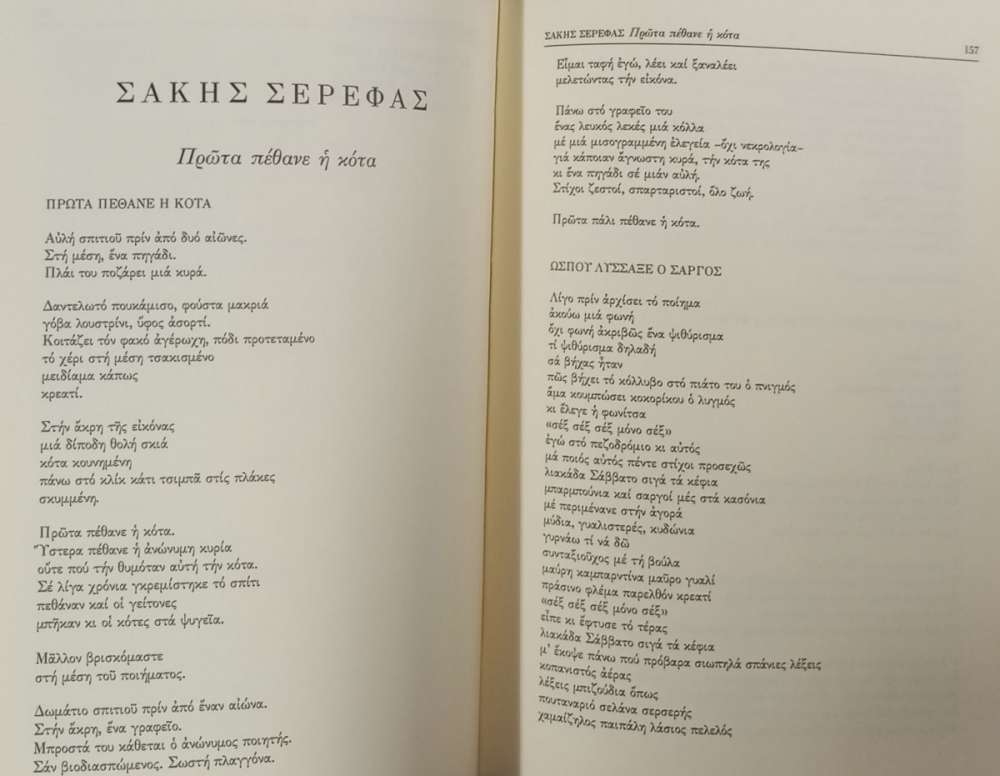 ΣΑΚΗΣ ΣΕΡΕΦΑΣ
Πρῶτα πέθανε ἡ κότα
ΠΡΩΤΑ ΠΕΘΑΝΕ Η ΚΟΤΑ
Αὐλή σπιτιοῦ πρίν ἀπό δυό αἰῶνες.
Στή μέση, ἕνα πηγάδι.
Πλάι του ποζάρει μιά κυρά.
Δαντελωτό πουκάμισο, φούστα μακριά
γόβα λουστρίνι, ὕφος ἀσορτί.
Κοιτάζει τόν φακό ἀγέρωχη, πόδι προτεταμένο
τό χέρι στή μέση τσακισμένο
μειδίαμα κάπως
κρεατί.
Στήν ἄκρη τῆς εἰκόνας
μιά δίποδη θολή σκιά
κότα κουνημένη
πάνω στό κλίκ κάτι τσιμπᾶ στίς πλάκες
σκυμμένη.
Πρῶτα πέθανε ἡ κότα.
Ὕστερα πέθανε ἡ ἀνώνυμη κυρία
οὔτε πού τήν θυμόταν αὐτή τήν κότα.
Σέ λίγα χρόνια γκρεμίστηκε τό σπίτι
πεθάναν καί οἱ γείτονες
μπῆκαν κι οἱ κότες στά ψυγεῖα.
Μᾶλλον βρισκόμαστε
στή μέση τοῦ ποιήματος.
Δωμάτιο σπιτιοῦ πρίν ἀπό ἕναν αἰώνα.
Στήν ἄκρη, ἕνα γραφεῖο.
Μπροστά του κάθεται ὁ ἀνώνυμος ποιητής.
Σάν βιοδιασπώμενος. Σωστή πλαγγόνα.
ΣΑΚΗΣ ΣΕΡΕΦΑΣ Πρῶτα πέθανε ἡ κότα
157
Εἶμαι ταφή ἐγώ, λέει καί ξαναλέει
μελετώντας τήν εἰκόνα.
Πάνω στό γραφεῖο του
ἕνας λευκός λεκές μιά κόλλα
μέ μιά μισογραμμένη ἐλεγεία –ὄχι νεκρολογία–
γιά κάποιαν ἄγνωστη κυρά, τήν κότα της
κι ἕνα πηγάδι σέ μιάν αὐλή.
Στίχοι ζεστοί, σπαρταριστοί, ὅλο ζωή.
Πρῶτα πάλι πέθανε ἡ κότα.
ΩΣΠΟΥ ΛΥΣΣΑΞΕ Ο ΣΑΡΓΟΣ
Λίγο πρίν ἀρχίσει τό ποίημα
ἀκούω μιά φωνή
ὄχι φωνή ἀκριβῶς ἕνα ψιθύρισμα
τί ψιθύρισμα δηλαδή
σά βήχας ἦταν
πῶς βήχει τό κόλλυβο στό πιάτο του ὁ πνιγμός
ἅμα κουμπώσει κοκορίκου ὁ λυγμός
κι ἔλεγε ἡ φωνίτσα
«σέξ σέξ σέξ μόνο σέξ»
ἐγώ στό πεζοδρόμιο κι αὐτός
μά ποιός αὐτός πέντε στίχοι προσεχῶς
λιακάδα Σάββατο σιγά τά κέφια
μπαρμπούνια καί σαργοί μές στά κασόνια
μέ περιμένανε στήν ἀγορά
μύδια, γυαλιστερές, κυδώνια
γυρνάω τί νά δῶ
συνταξιοῦχος μέ τή βούλα
μαύρη καμπαρντίνα μαῦρο γυαλί
πράσινο φλέμα παρελθόν κρεατί
«σέξ σέξ σέξ μόνο σέξ»
εἶπε κι ἔφτυσε τό τέρας
λιακάδα Σάββατο σιγά τά κέφια
μ' ἔκοψε πάνω πού πρόβαρα σιωπηλά σπάνιες λέξεις
κοπανιστός ἀέρας
λέξεις μπιζούδια ὅπως
πουταναριό σελάνα σερσερής
χαμαίζηλος παιπάλη λάσιος πελελός